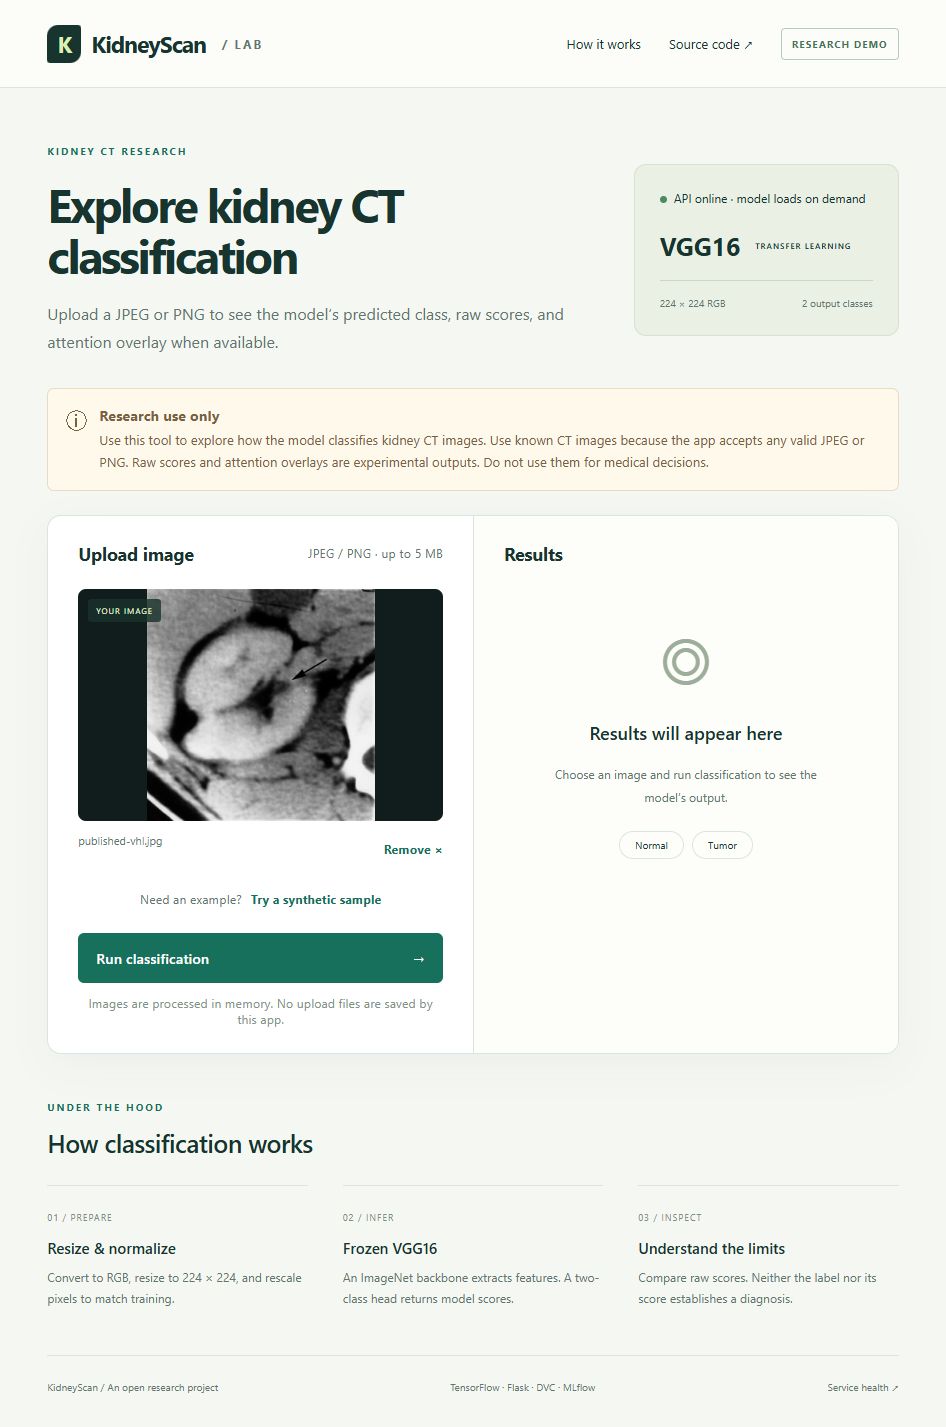 K KidneyScan / LAB
How it works Source code ↗ RESEARCH DEMO
KIDNEY CT RESEARCH
Explore kidney CT
classification
Upload a JPEG or PNG to see the model's predicted class, raw scores, and
attention overlay when available.
API online · model loads on demand
VGG16 TRANSFER LEARNING
224 × 224 RGB 2 output classes
Research use only
Use this tool to explore how the model classifies kidney CT images. Use known CT images because the app accepts any valid JPEG or
PNG. Raw scores and attention overlays are experimental outputs. Do not use them for medical decisions.
Upload image JPEG / PNG · up to 5 MB
YOUR IMAGE
published-vhl.jpg
Remove ×
Need an example? Try a synthetic sample
Run classification →
Images are processed in memory. No upload files are saved by
this app.
Results
Results will appear here
Choose an image and run classification to see the
model's output.
Normal Tumor
UNDER THE HOOD
How classification works
01 / PREPARE
Resize & normalize
Convert to RGB, resize to 224 × 224, and rescale
pixels to match training.
02 / INFER
Frozen VGG16
An ImageNet backbone extracts features. A two-
class head returns model scores.
03 / INSPECT
Understand the limits
Compare raw scores. Neither the label nor its
score establishes a diagnosis.
KidneyScan / An open research project
TensorFlow · Flask · DVC · MLflow
Service health ↗